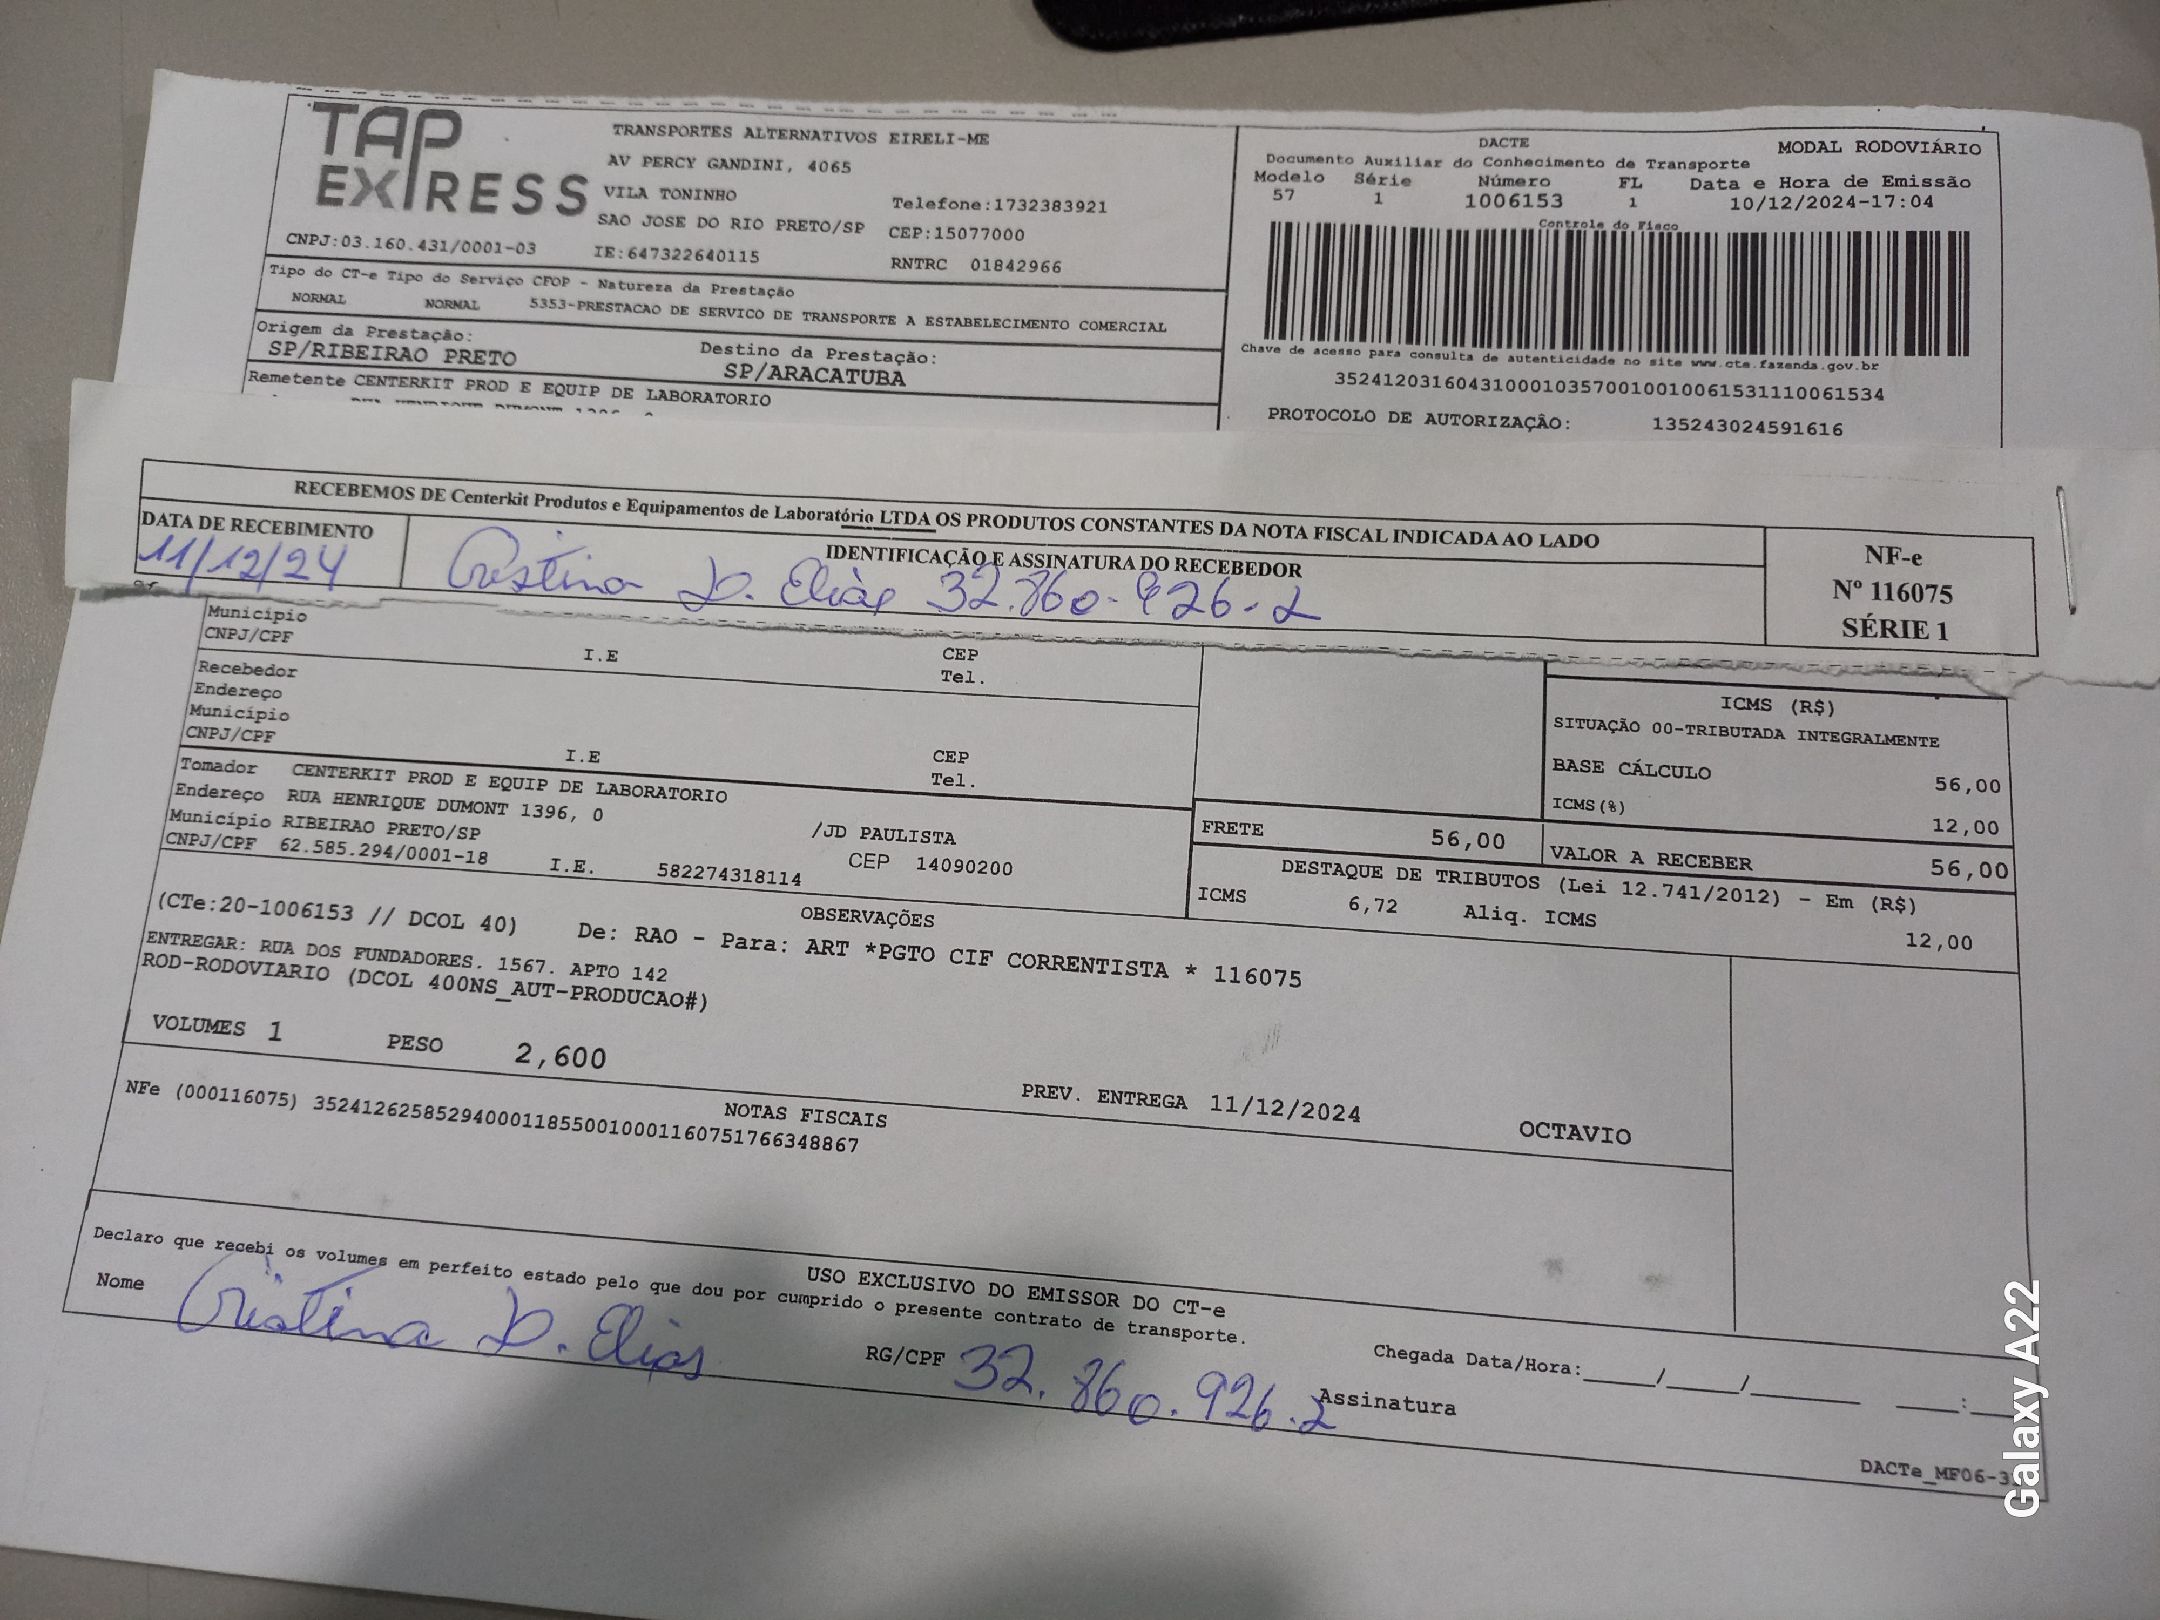 TAP
EXPRESS
TRANSPORTES ALTERNATIVOS EIRELI-ME
AV PERCY GANDINI, 4065
VILA TONINHO
Telefone:1732383921
SAO JOSE DO RIO PRETO/SP CEP:15077000
CNPJ:03.160.431/0001-03 IE:647322640115 RNTRC 01842966
Tipo do CT-e Tipo do Serviço CFOP - Natureza da Prestação
NORMAL NORMAL 5353-PRESTACAO DE SERVICO DE TRANSPORTE A ESTABELECIMENTO COMERCIAL
Origem da Prestação: Destino da Prestação:
SP/RIBEIRAO PRETO SP/ARACATUBA
Remetente CENTERKIT PROD E EQUIP DE LABORATORIO
DACTE MODAL RODOVIÁRIO
Documento Auxiliar do Conhecimento de Transporte
Modelo Série Número FL Data e Hora de Emissão
57 1 1006153 1 10/12/2024-17:04
Controle do Fisco
Chave de acesso para consulta de autenticidade no site www.cte.fazenda.gov.br
35241203160431000103570010010061531110061534
PROTOCOLO DE AUTORIZAÇÃO: 135243024591616
RECEBEMOS DE Centerkit Produtos e Equipamentos de Laboratório LTDA OS PRODUTOS CONSTANTES DA NOTA FISCAL INDICADA AO LADO
DATA DE RECEBIMENTO IDENTIFICAÇÃO E ASSINATURA DO RECEBEDOR
11/12/24 Cristina D. Elias 32.860.926-2
NF-e
Nº 116075
SÉRIE 1
Município
CNPJ/CPF I.E CEP
Tel.
Recebedor
Endereço
Município
CNPJ/CPF I.E CEP
Tel.
Tomador CENTERKIT PROD E EQUIP DE LABORATORIO
Endereço RUA HENRIQUE DUMONT 1396, 0 /JD PAULISTA
Município RIBEIRAO PRETO/SP CEP 14090200
CNPJ/CPF 62.585.294/0001-18 I.E. 582274318114
ICMS (R$)
SITUAÇÃO 00-TRIBUTADA INTEGRALMENTE
BASE CÁLCULO 56,00
ICMS(%) 12,00
FRETE 56,00 VALOR A RECEBER 56,00
DESTAQUE DE TRIBUTOS (Lei 12.741/2012) - Em (R$)
ICMS 6,72 Aliq. ICMS 12,00
OBSERVAÇÕES
(CTe:20-1006153 // DCOL 40) De: RAO - Para: ART *PGTO CIF CORRENTISTA * 116075
ENTREGAR: RUA DOS FUNDADORES. 1567. APTO 142
ROD-RODOVIARIO (DCOL 400NS_AUT-PRODUCAO#)
VOLUMES 1 PESO 2,600 PREV. ENTREGA 11/12/2024 OCTAVIO
NOTAS FISCAIS
NFe (000116075) 35241262585294000118550010001160751766348867
USO EXCLUSIVO DO EMISSOR DO CT-e
Declaro que recebi os volumes em perfeito estado pelo que dou por cumprido o presente contrato de transporte.
Nome Cristina D. Elias RG/CPF 32.860.926.2 Assinatura
Chegada Data/Hora:_____/_____/_______ ____:____
DACTe_MF06-3
Galaxy A22